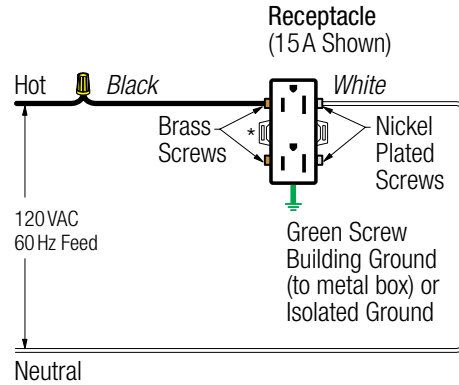 Receptacle
(15 A Shown)
Hot
Black
White
Brass
Screws
*
Nickel
Plated
Screws
120 VAC
60 Hz Feed
Green Screw
Building Ground
(to metal box) or
Isolated Ground
Neutral